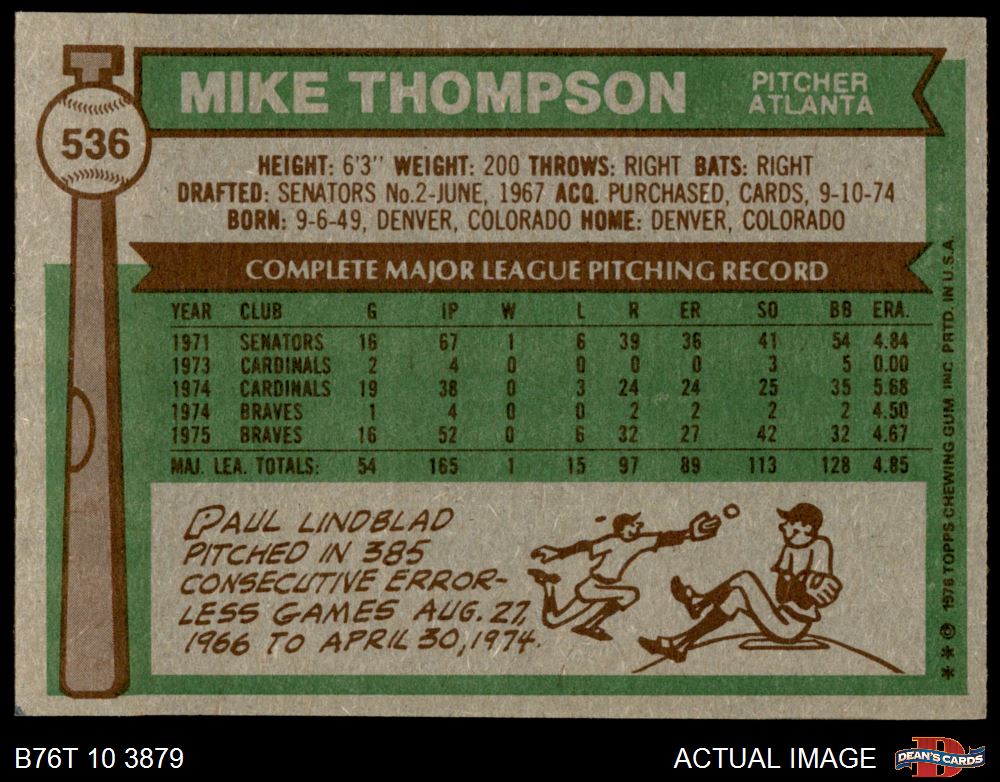 MIKE THOMPSON
PITCHER
ATLANTA
536
HEIGHT: 6'3" WEIGHT: 200 THROWS: RIGHT BATS: RIGHT
DRAFTED: SENATORS No.2-JUNE, 1967 ACQ. PURCHASED, CARDS, 9-10-74
BORN: 9-6-49, DENVER, COLORADO HOME: DENVER, COLORADO
COMPLETE MAJOR LEAGUE PITCHING RECORD
YEAR CLUB G IP W L R ER SO BB ERA.
1971 SENATORS 16 67 1 6 39 36 41 54 4.84
1973 CARDINALS 2 4 0 0 0 0 3 5 0.00
1974 CARDINALS 19 38 0 3 24 24 25 35 5.68
1974 BRAVES 1 4 0 0 2 2 2 2 4.50
1975 BRAVES 16 52 0 6 32 27 42 32 4.67
MAJ. LEA. TOTALS: 54 165 1 15 97 89 113 128 4.85
PAUL LINDBLAD
PITCHED IN 385
CONSECUTIVE ERROR-
LESS GAMES AUG. 27,
1966 TO APRIL 30, 1974.
** © 1976 TOPPS CHEWING GUM, INC. PRTD. IN U.S.A.
B76T 10 3879
ACTUAL IMAGE
D
DEAN'S CARDS